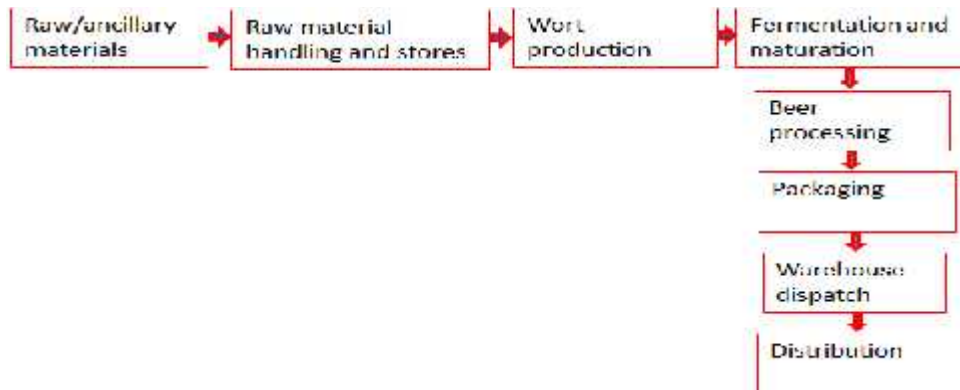 Raw/ancillary
materials
Raw material
handling and stores
Wort
production
Fermentation and
maturation
Beer
processing
Packaging
Warehouse
dispatch
Distribution